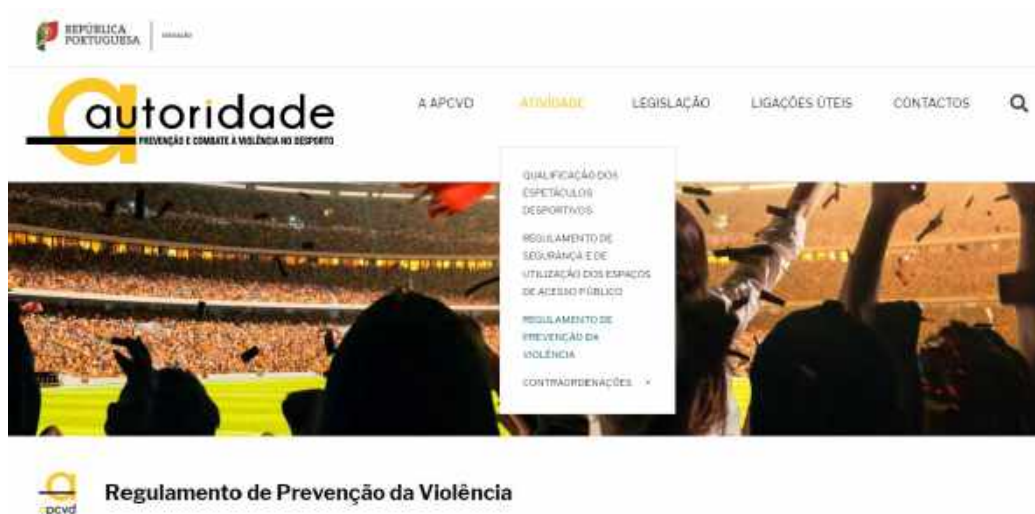 REPÚBLICA
PORTUGUESA
autoridade
PREVENÇÃO E COMBATE À VIOLÊNCIA NO DESPORTO
A APCVD
ATIVIDADE
LEGISLAÇÃO
LIGAÇÕES ÚTEIS
CONTACTOS
QUALIFICAÇÃO DOS
ESPETÁCULOS
DESPORTIVOS
REGULAMENTO DE
SEGURANÇA E DE
UTILIZAÇÃO DOS ESPAÇOS
DE ACESSO PÚBLICO
REGULAMENTO DE
PREVENÇÃO DA
VIOLÊNCIA
CONTRAORDENAÇÕES
apcvd
Regulamento de Prevenção da Violência